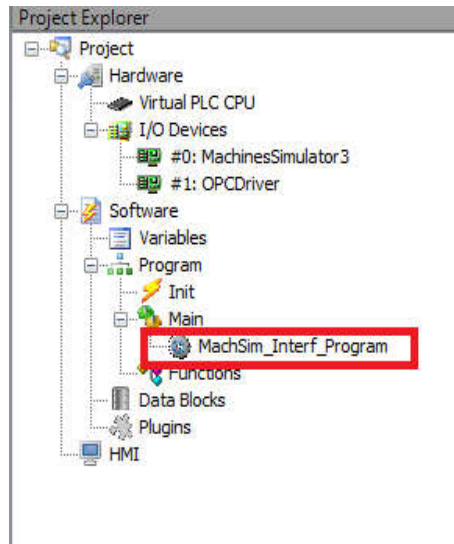 Project Explorer
Project
Hardware
Virtual PLC CPU
I/O Devices
#0: MachinesSimulator3
#1: OPCDriver
Software
Variables
Program
Init
Main
MachSim_Interf_Program
Functions
Data Blocks
Plugins
HMI